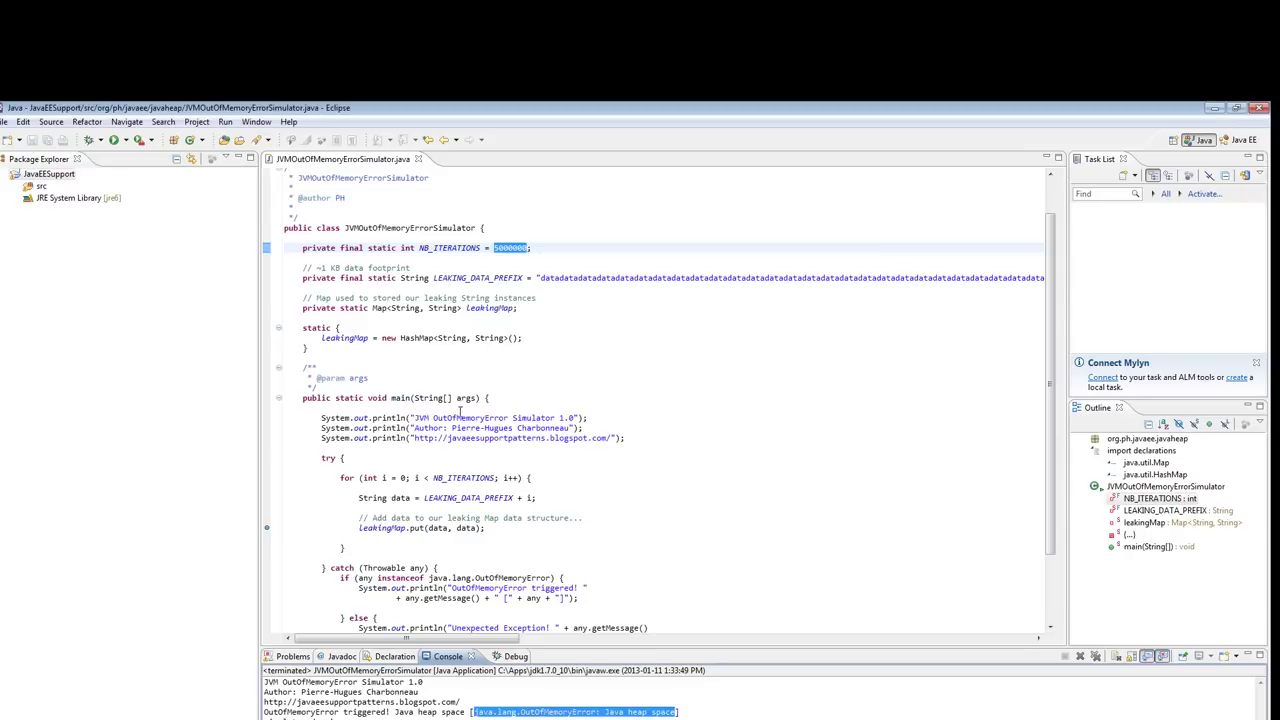 Java - JavaEESupport/src/org/ph/javaee/javaheap/JVMOutOfMemoryErrorSimulator.java - Eclipse
File Edit Source Refactor Navigate Search Project Run Window Help
Java
Java EE
Package Explorer
JavaEESupport
src
JRE System Library [jre6]
JVMOutOfMemoryErrorSimulator.java
* JVMOutOfMemoryErrorSimulator
*
* @author PH
*
*/
public class JVMOutOfMemoryErrorSimulator {
private final static int NB_ITERATIONS = 5000000;
// ~1 KB data footprint
private final static String LEAKING_DATA_PREFIX = "datadatadatadatadatadatadatadatadatadatadatadatadatadatadatadatadatadatadatadatadatadatadatadatadatadatadatadata
// Map used to stored our leaking String instances
private static Map<String, String> leakingMap;
static {
leakingMap = new HashMap<String, String>();
}
/**
* @param args
*/
public static void main(String[] args) {
System.out.println("JVM OutOfMemoryError Simulator 1.0");
System.out.println("Author: Pierre-Hugues Charbonneau");
System.out.println("http://javaeesupportpatterns.blogspot.com/");
try {
for (int i = 0; i < NB_ITERATIONS; i++) {
String data = LEAKING_DATA_PREFIX + i;
// Add data to our leaking Map data structure...
leakingMap.put(data, data);
}
} catch (Throwable any) {
if (any instanceof java.lang.OutOfMemoryError) {
System.out.println("OutOfMemoryError triggered! "
+ any.getMessage() + " [" + any + "]");
} else {
System.out.println("Unexpected Exception! " + any.getMessage()
Task List
Find
All
Activate...
Connect Mylyn
Connect to your task and ALM tools or create a
local task.
Outline
org.ph.javaee.javaheap
import declarations
java.util.Map
java.util.HashMap
JVMOutOfMemoryErrorSimulator
NB_ITERATIONS : int
LEAKING_DATA_PREFIX : String
leakingMap : Map<String, String>
{...}
main(String[]) : void
Problems Javadoc Declaration Console Debug
<terminated> JVMOutOfMemoryErrorSimulator [Java Application] C:\Apps\jdk1.7.0_10\bin\javaw.exe (2013-01-11 1:33:49 PM)
JVM OutOfMemoryError Simulator 1.0
Author: Pierre-Hugues Charbonneau
http://javaeesupportpatterns.blogspot.com/
OutOfMemoryError triggered! Java heap space [java.lang.OutOfMemoryError: Java heap space]